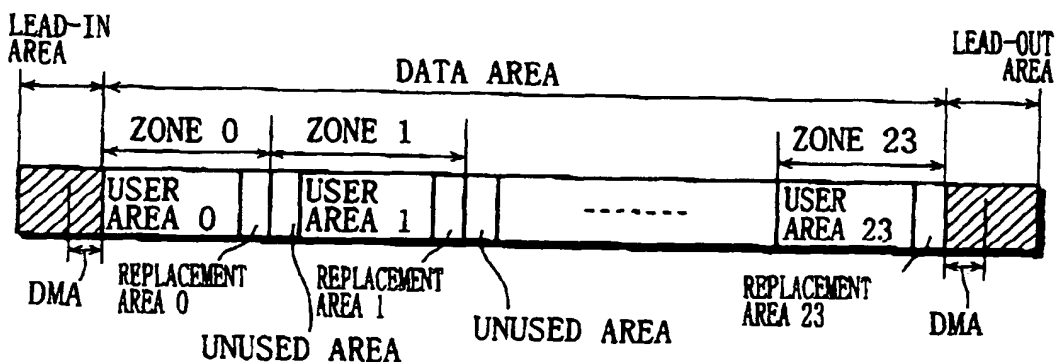 LEAD-IN
AREA
DATA AREA
LEAD-OUT
AREA
ZONE 0
ZONE 1
ZONE 23
USER
AREA 0
USER
AREA 1
USER
AREA 23
DMA
REPLACEMENT
AREA 0
UNUSED AREA
REPLACEMENT
AREA 1
UNUSED AREA
REPLACEMENT
AREA 23
DMA